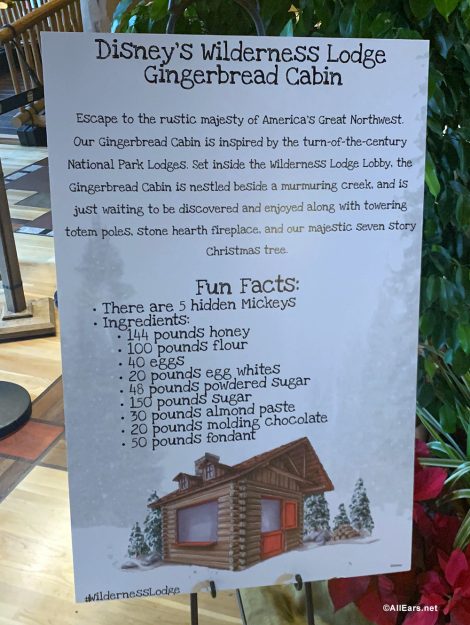 Disney's Wilderness Lodge
Gingerbread Cabin
Escape to the rustic majesty of America's Great Northwest.
Our Gingerbread Cabin is inspired by the turn-of-the-century
National Park Lodges. Set inside the Wilderness Lodge Lobby, the
Gingerbread Cabin is nestled beside a murmuring creek, and is
just waiting to be discovered and enjoyed along with towering
totem poles, stone hearth fireplace, and our majestic seven story
Christmas tree.
Fun Facts:
• There are 5 hidden Mickeys
• Ingredients:
• 144 pounds honey
• 100 pounds flour
• 40 eggs
• 20 pounds egg whites
• 48 pounds powdered sugar
• 150 pounds sugar
• 30 pounds almond paste
• 20 pounds molding chocolate
• 50 pounds fondant
#WildernessLodge
©AllEars.net